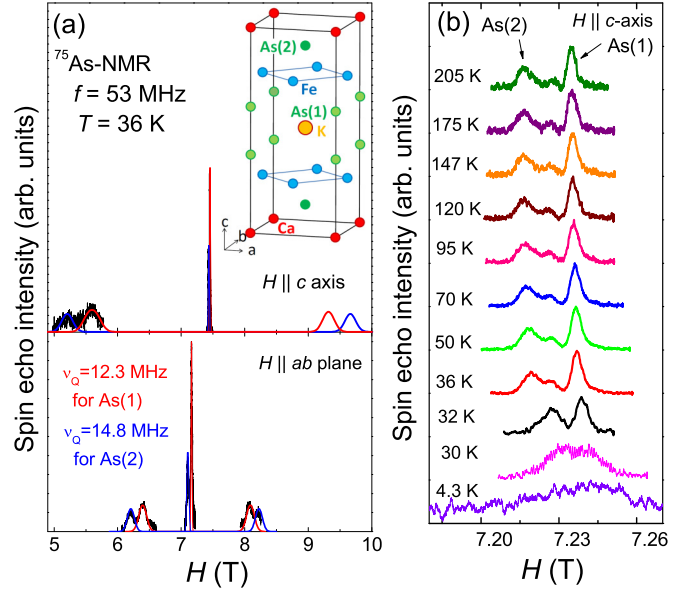 (a)
⁷⁵As-NMR
f = 53 MHz
T = 36 K
As(2)
Fe
As(1)
K
Ca
c
b
a
H || c axis
H || ab plane
ν_Q=12.3 MHz
for As(1)
ν_Q=14.8 MHz
for As(2)
Spin echo intensity (arb. units)
5 6 7 8 9 10
H (T)
(b)
H || c-axis
As(2)
As(1)
205 K
175 K
147 K
120 K
95 K
70 K
50 K
36 K
32 K
30 K
4.3 K
Spin echo intensity (arb. units)
7.20 7.23 7.26
H (T)